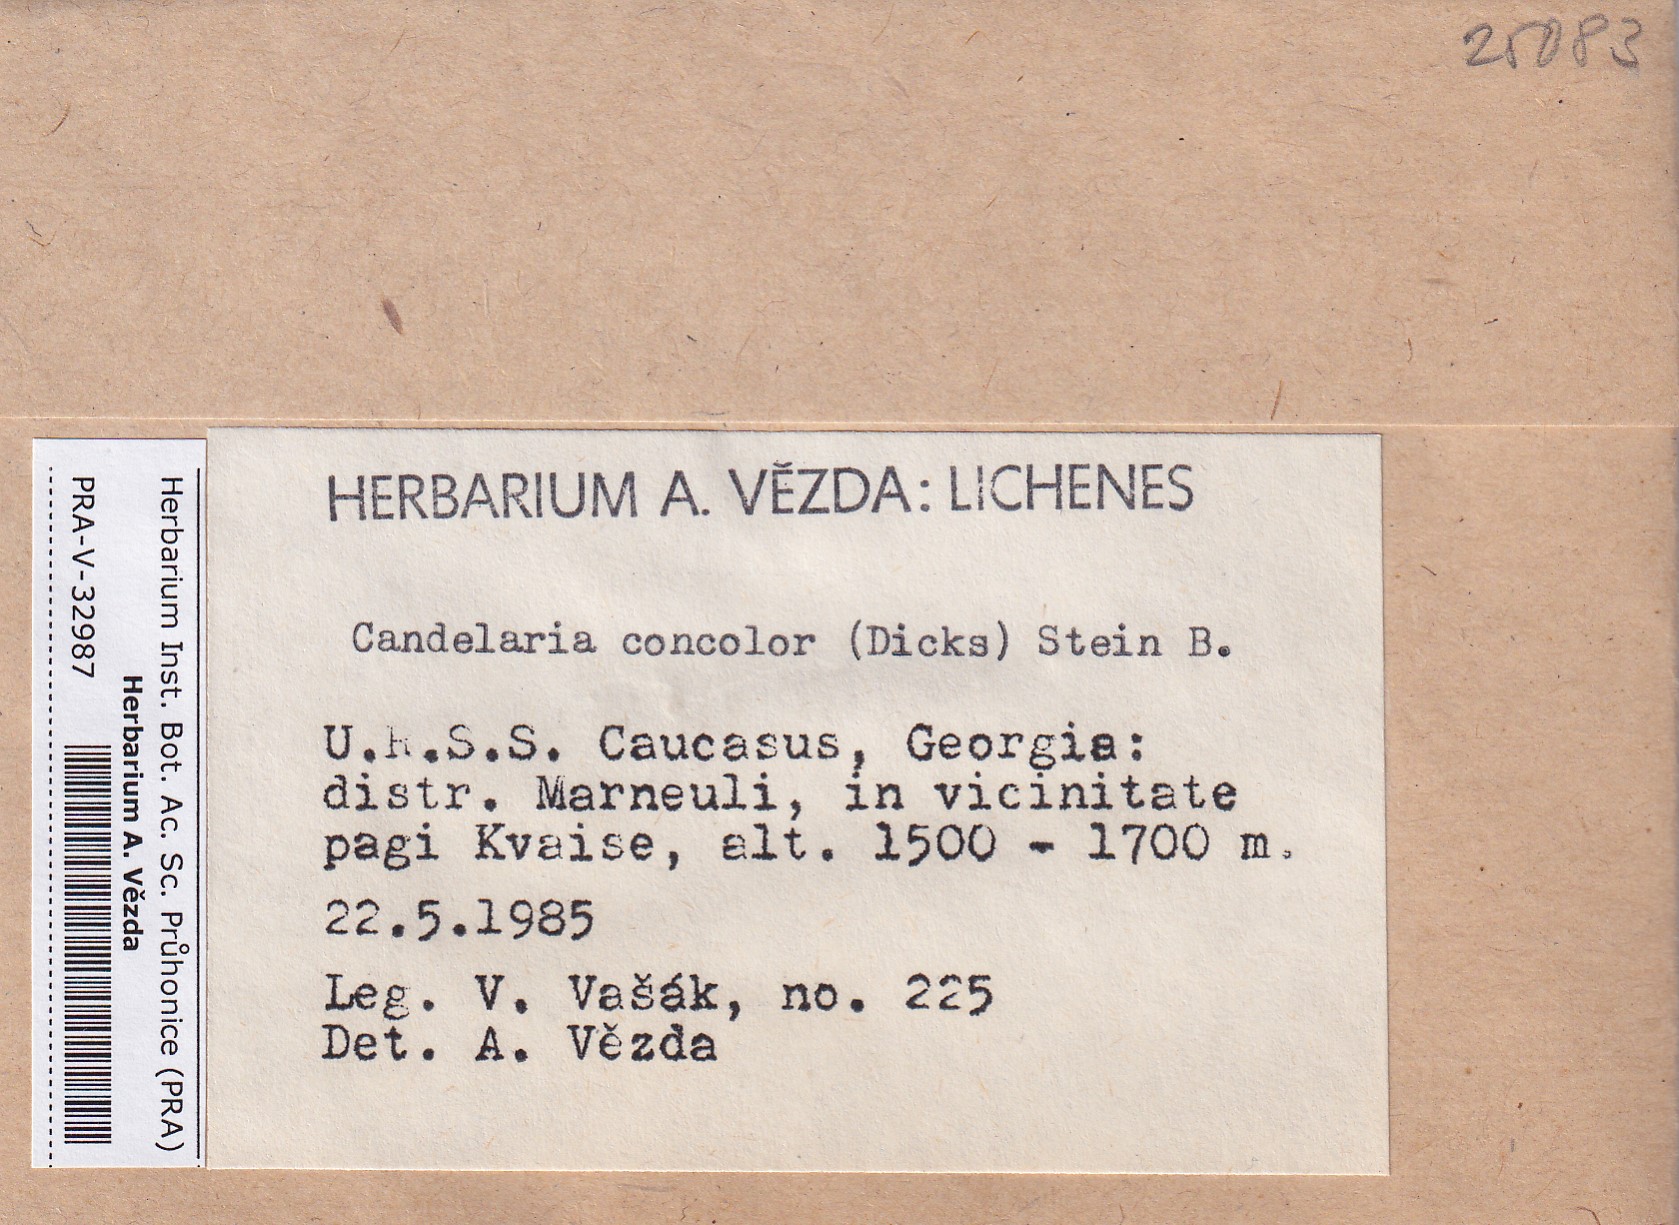 25083
HERBARIUM A. VĚZDA: LICHENES
Candelaria concolor (Dicks) Stein B.
U.R.S.S. Caucasus, Georgia:
distr. Marneuli, in vicinitate
pagi Kvaise, alt. 1500 - 1700 m.
22.5.1985
Leg. V. Vašák, no. 225
Det. A. Vězda
Herbarium Inst. Bot. Ac. Sc. Průhonice (PRA)
Herbarium A. Vězda
PRA-V-32987